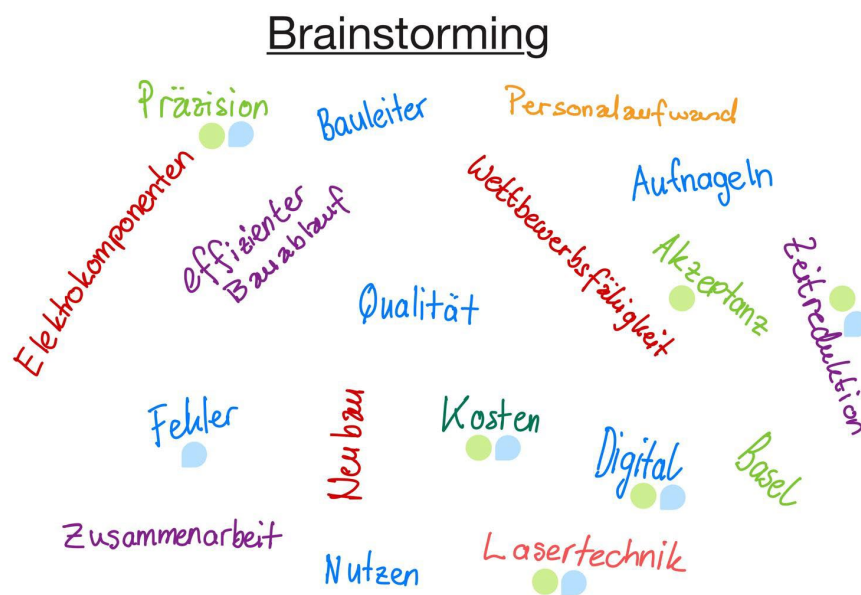 Brainstorming
Präzision
Bauleiter
Personalaufwand
Elektrokomponenten
effizienter
Bauablauf
Wettbewerbsfähigkeit
Aufnageln
Akzeptanz
Zeitreduktion
Qualität
Fehler
Neubau
Kosten
Digital
Basel
Zusammenarbeit
Nutzen
Lasertechnik